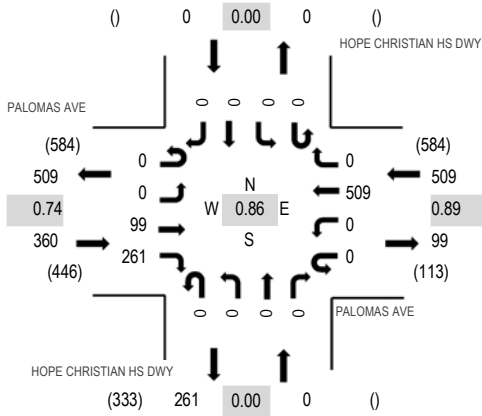 () 0 0.00 0 ()
HOPE CHRISTIAN HS DWY
0 0 0 0
PALOMAS AVE
(584) (584)
0 0
509 509
0 N 509
0.74 W 0.86 E 0.89
99 S 0
360 99
261 0
(446) (113)
0 0 0 0
PALOMAS AVE
HOPE CHRISTIAN HS DWY
(333) 261 0.00 0 ()